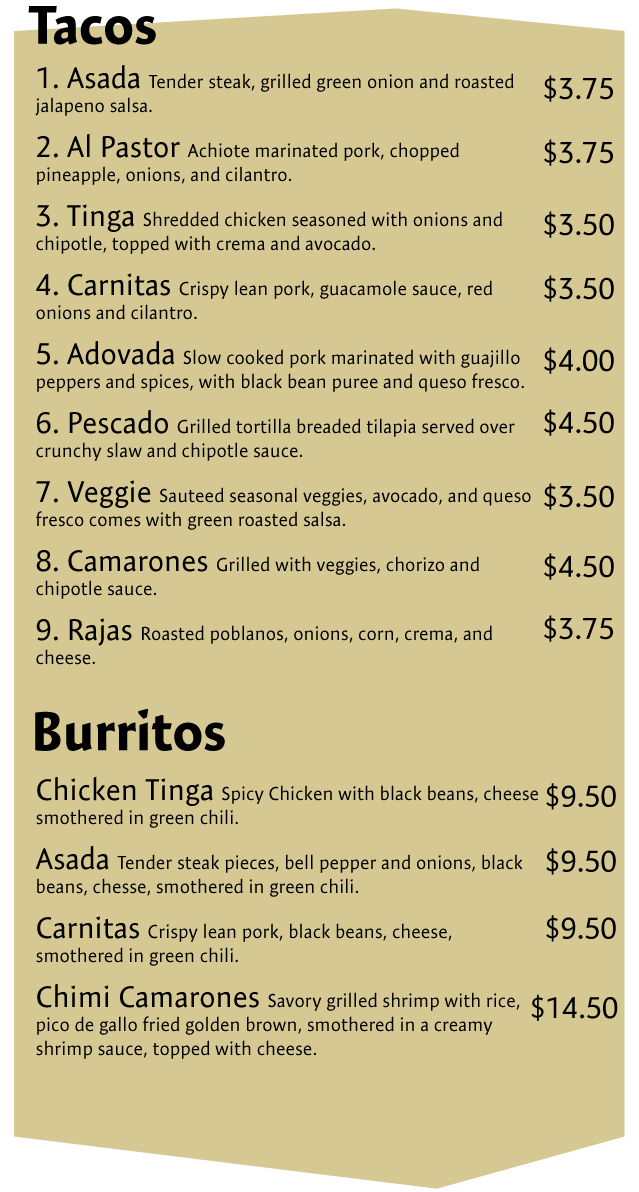 Tacos
1. Asada Tender steak, grilled green onion and roasted $3.75
jalapeno salsa.
2. Al Pastor Achiote marinated pork, chopped $3.75
pineapple, onions, and cilantro.
3. Tinga Shredded chicken seasoned with onions and $3.50
chipotle, topped with crema and avocado.
4. Carnitas Crispy lean pork, guacamole sauce, red $3.50
onions and cilantro.
5. Adovada Slow cooked pork marinated with guajillo $4.00
peppers and spices, with black bean puree and queso fresco.
6. Pescado Grilled tortilla breaded tilapia served over $4.50
crunchy slaw and chipotle sauce.
7. Veggie Sauteed seasonal veggies, avocado, and queso $3.50
fresco comes with green roasted salsa.
8. Camarones Grilled with veggies, chorizo and $4.50
chipotle sauce.
9. Rajas Roasted poblanos, onions, corn, crema, and $3.75
cheese.
Burritos
Chicken Tinga Spicy Chicken with black beans, cheese $9.50
smothered in green chili.
Asada Tender steak pieces, bell pepper and onions, black $9.50
beans, chesse, smothered in green chili.
Carnitas Crispy lean pork, black beans, cheese, $9.50
smothered in green chili.
Chimi Camarones Savory grilled shrimp with rice, $14.50
pico de gallo fried golden brown, smothered in a creamy
shrimp sauce, topped with cheese.